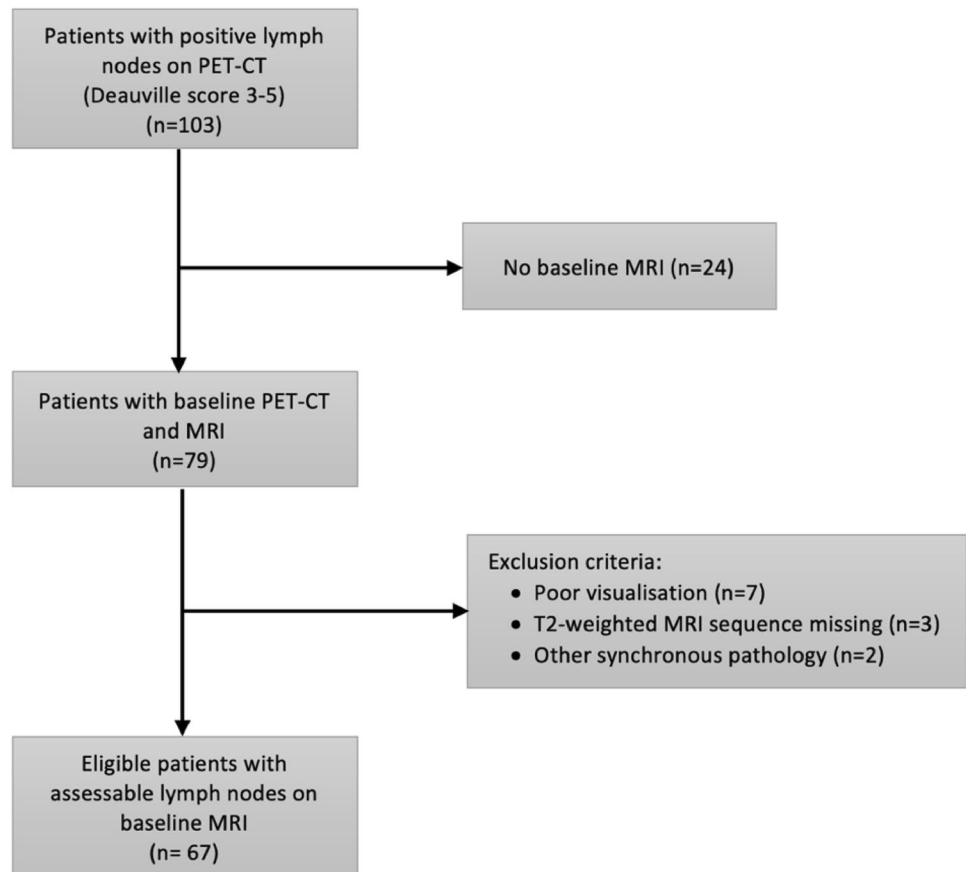 Patients with positive lymph
nodes on PET-CT
(Deauville score 3-5)
(n=103)
No baseline MRI (n=24)
Patients with baseline PET-CT
and MRI
(n=79)
Exclusion criteria:
• Poor visualisation (n=7)
• T2-weighted MRI sequence missing (n=3)
• Other synchronous pathology (n=2)
Eligible patients with
assessable lymph nodes on
baseline MRI
(n= 67)